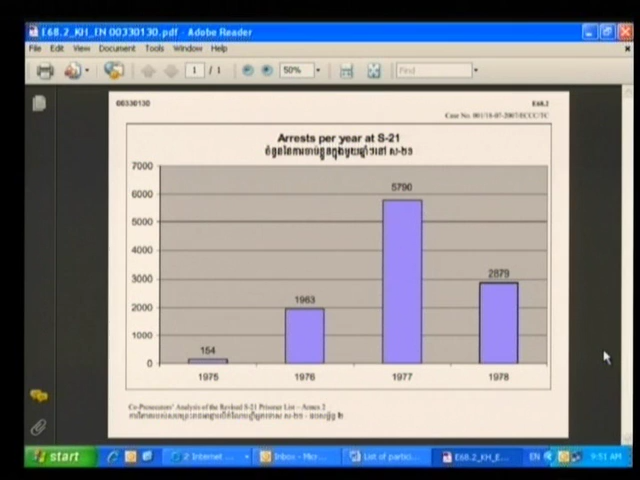 E68.2_KH_EN 00330130.pdf - Adobe Reader
File Edit View Document Tools Window Help
1 / 1 50% Find
00330130 E68.2
Case No. 001/18-07-2007/ECCC/TC
Arrests per year at S-21
7000
6000
5000
4000
3000
2000
1000
0
154
1963
5790
2879
1975 1976 1977 1978
Co-Prosecutors' Analysis of the Revised S-21 Prisoner List – Annex 2
start 2 Internet ... Inbox - Micr... List of partici... E68.2_KH_E... EN 9:51 AM